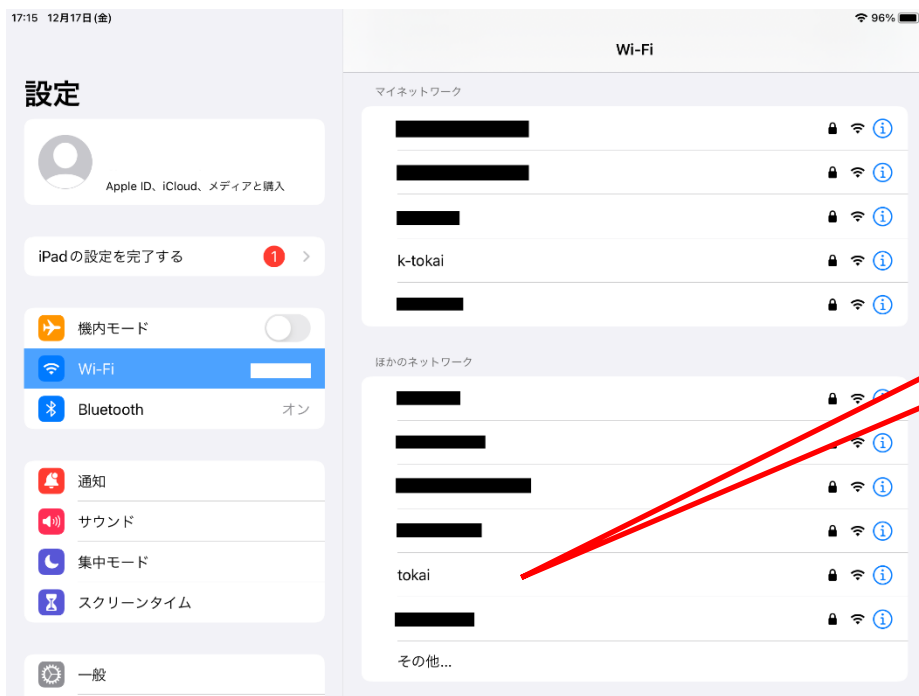 17:15 12月17日(金)
96%
設定
Apple ID、iCloud、メディアと購入
iPadの設定を完了する
1
機内モード
Wi-Fi
Bluetooth
オン
通知
サウンド
集中モード
スクリーンタイム
一般
Wi-Fi
マイネットワーク
k-tokai
ほかのネットワーク
tokai
その他...